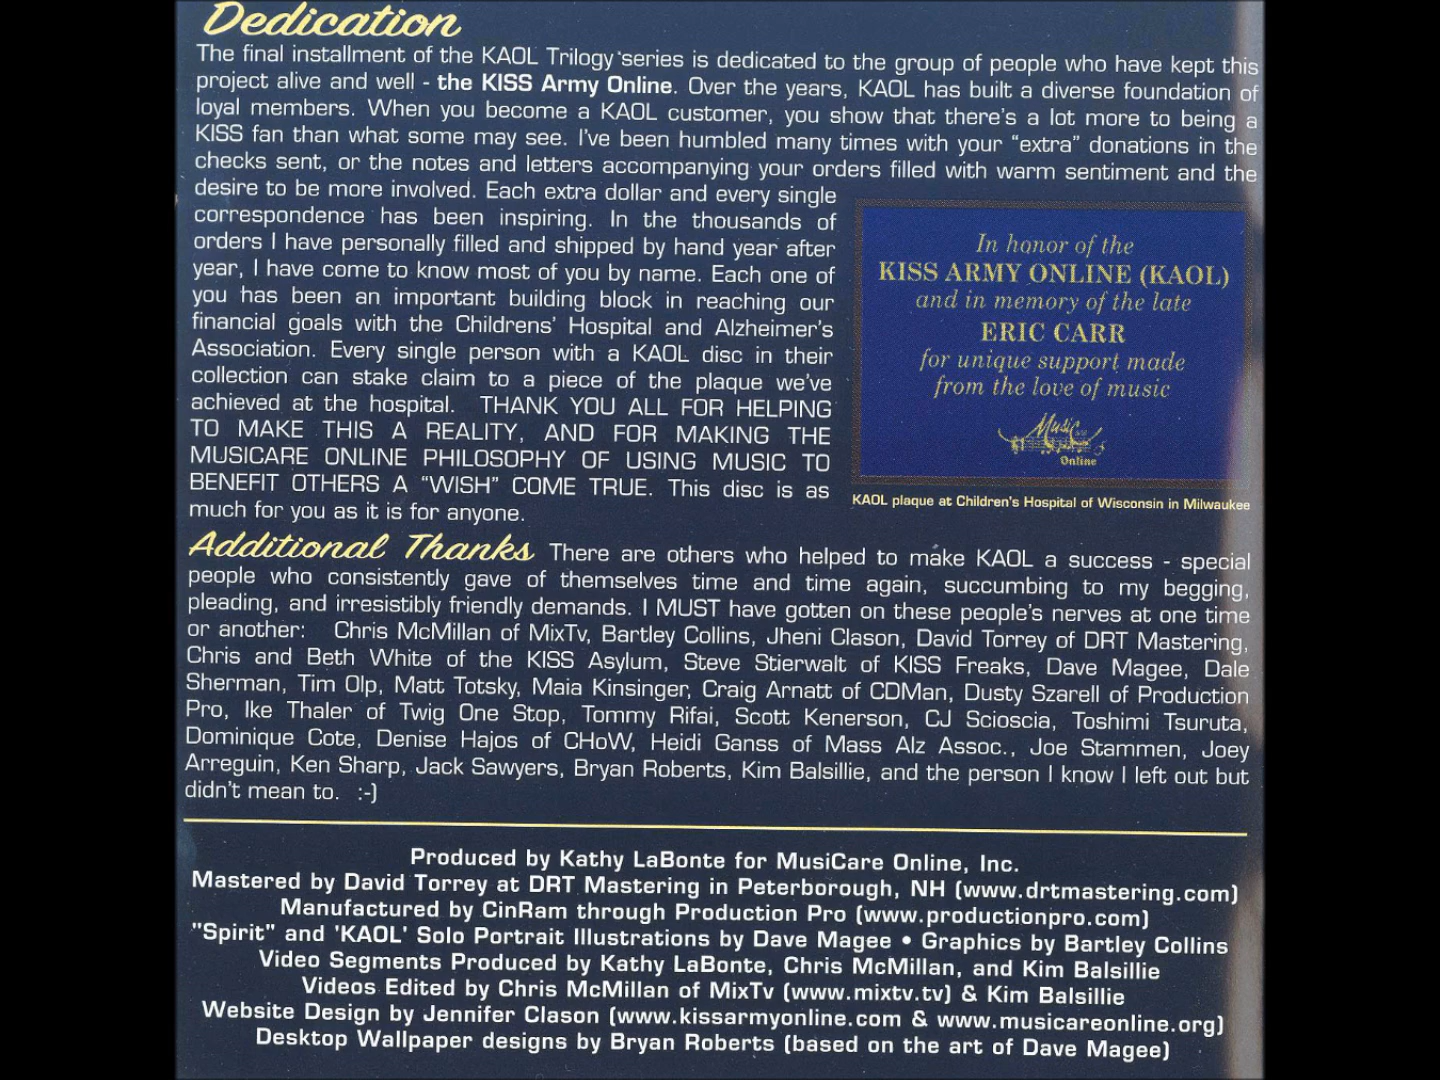 Dedication
The final installment of the KAOL Trilogy series is dedicated to the group of people who have kept this
project alive and well - the KISS Army Online. Over the years, KAOL has built a diverse foundation of
loyal members. When you become a KAOL customer, you show that there's a lot more to being a
KISS fan than what some may see. I've been humbled many times with your “extra” donations in the
checks sent, or the notes and letters accompanying your orders filled with warm sentiment and the
desire to be more involved. Each extra dollar and every single
correspondence has been inspiring. In the thousands of
orders I have personally filled and shipped by hand year after
year, I have come to know most of you by name. Each one of
you has been an important building block in reaching our
financial goals with the Childrens' Hospital and Alzheimer's
Association. Every single person with a KAOL disc in their
collection can stake claim to a piece of the plaque we've
achieved at the hospital. THANK YOU ALL FOR HELPING
TO MAKE THIS A REALITY, AND FOR MAKING THE
MUSICARE ONLINE PHILOSOPHY OF USING MUSIC TO
BENEFIT OTHERS A “WISH” COME TRUE. This disc is as
much for you as it is for anyone.
In honor of the
KISS ARMY ONLINE (KAOL)
and in memory of the late
ERIC CARR
for unique support made
from the love of music
Music
Online
KAOL plaque at Children's Hospital of Wisconsin in Milwaukee
Additional Thanks There are others who helped to make KAOL a success - special
people who consistently gave of themselves time and time again, succumbing to my begging,
pleading, and irresistibly friendly demands. I MUST have gotten on these people's nerves at one time
or another: Chris McMillan of MixTv, Bartley Collins, Jheni Clason, David Torrey of DRT Mastering,
Chris and Beth White of the KISS Asylum, Steve Stierwalt of KISS Freaks, Dave Magee, Dale
Sherman, Tim Olp, Matt Totsky, Maia Kinsinger, Craig Arnatt of CDMan, Dusty Szarell of Production
Pro, Ike Thaler of Twig One Stop, Tommy Rifai, Scott Kenerson, CJ Scioscia, Toshimi Tsuruta,
Dominique Cote, Denise Hajos of CHoW, Heidi Ganss of Mass Alz Assoc., Joe Stammen, Joey
Arreguin, Ken Sharp, Jack Sawyers, Bryan Roberts, Kim Balsillie, and the person I know I left out but
didn't mean to. :-)
Produced by Kathy LaBonte for MusiCare Online, Inc.
Mastered by David Torrey at DRT Mastering in Peterborough, NH (www.drtmastering.com)
Manufactured by CinRam through Production Pro (www.productionpro.com)
"Spirit" and 'KAOL' Solo Portrait Illustrations by Dave Magee • Graphics by Bartley Collins
Video Segments Produced by Kathy LaBonte, Chris McMillan, and Kim Balsillie
Videos Edited by Chris McMillan of MixTv (www.mixtv.tv) & Kim Balsillie
Website Design by Jennifer Clason (www.kissarmyonline.com & www.musicareonline.org)
Desktop Wallpaper designs by Bryan Roberts (based on the art of Dave Magee)